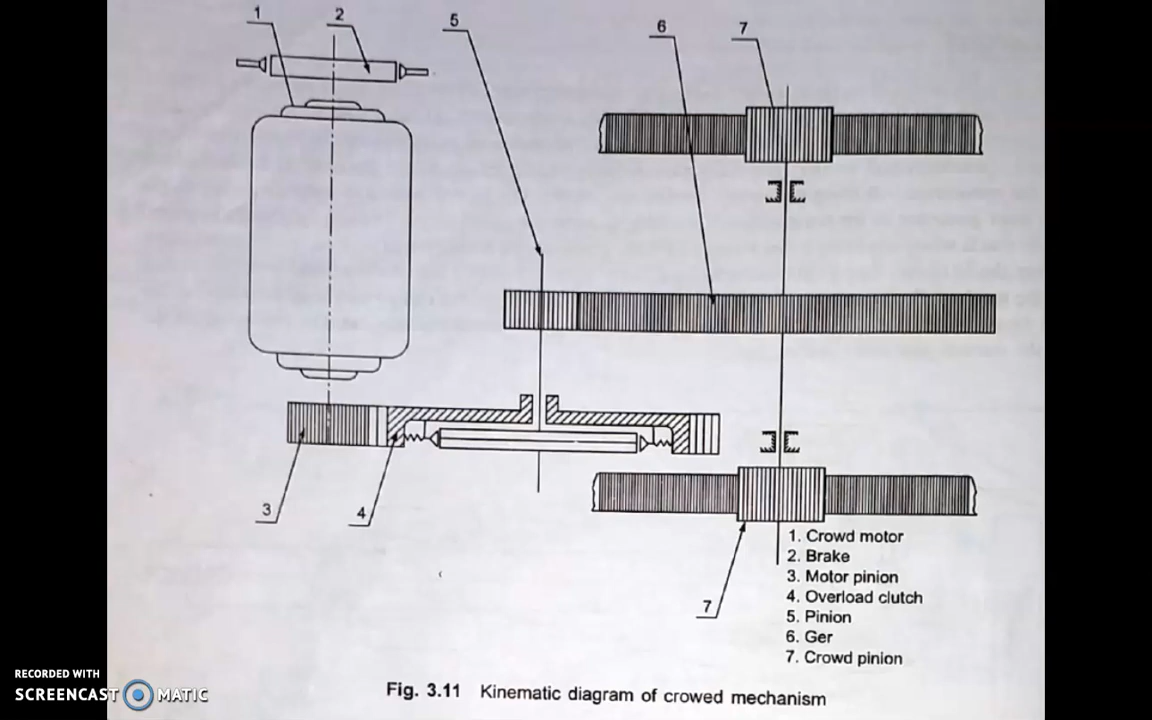 1
2
5
6
7
3
4
7
1. Crowd motor
2. Brake
3. Motor pinion
4. Overload clutch
5. Pinion
6. Ger
7. Crowd pinion
Fig. 3.11 Kinematic diagram of crowed mechanism
RECORDED WITH
SCREENCAST MATIC